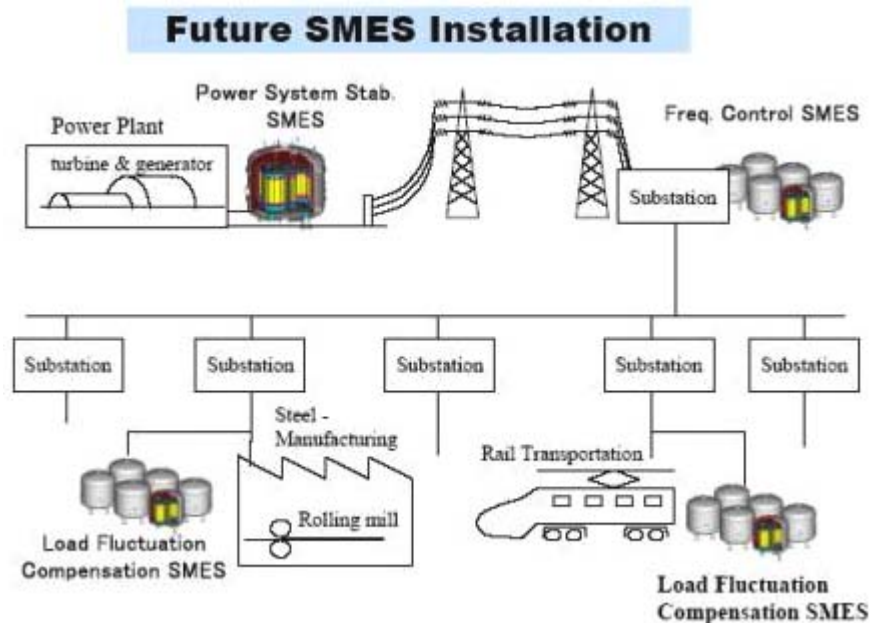 Future SMES Installation
Power System Stab.
SMES
Power Plant
turbine & generator
Freq. Control SMES
Substation
Substation
Substation
Substation
Substation
Substation
Steel -
Manufacturing
Rolling mill
Rail Transportation
Load Fluctuation
Compensation SMES
Load Fluctuation
Compensation SMES